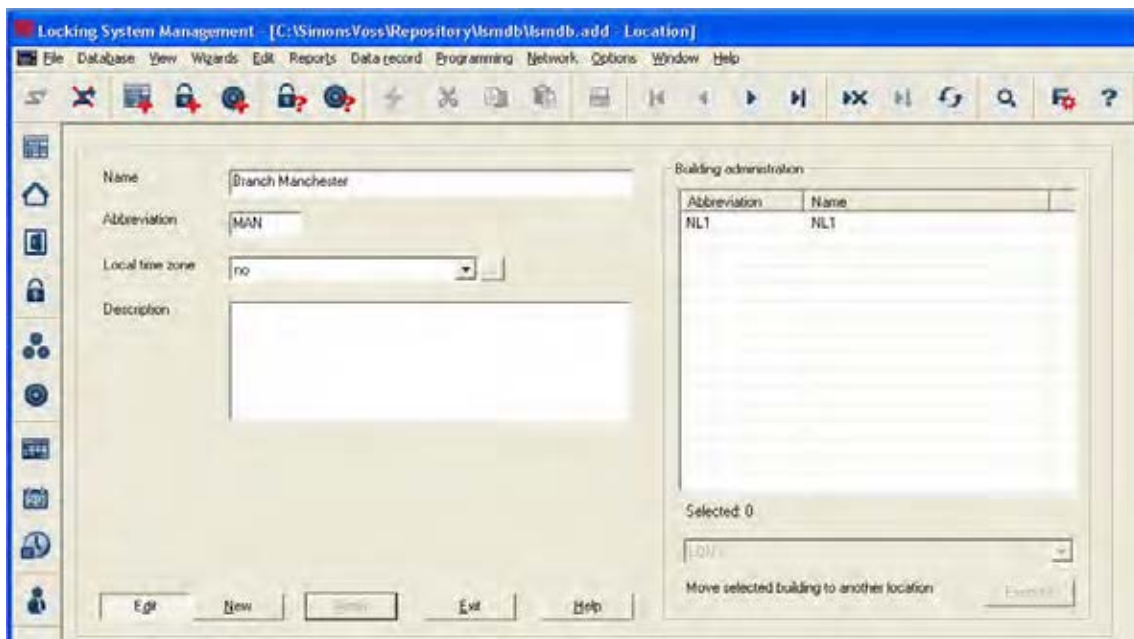 Locking System Management - [C:\SimonsVoss\Repository\lsmdb\lsmdb.add - Location]
File Database View Wizards Edit Reports Data record Programming Network Options Window Help
Name
Branch Manchester
Abbreviation
MAN
Local time zone
no
...
Description
Building administration
Abbreviation Name
NL1 NL1
Selected: 0
Move selected building to another location
Edit New Exit Help